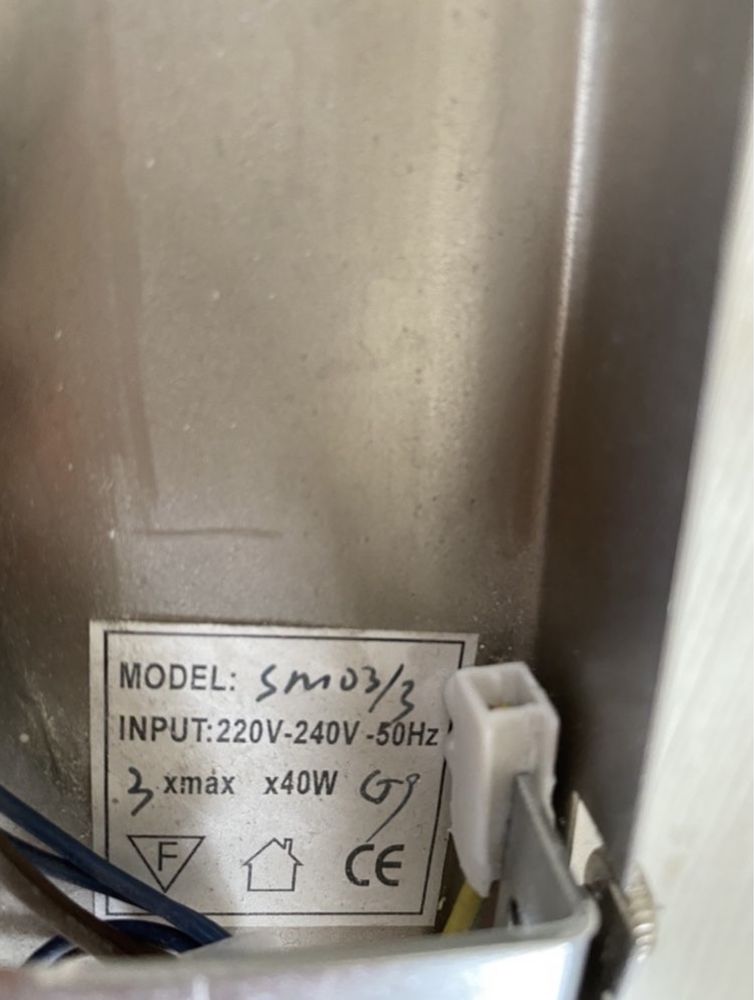 MODEL: SM03/3
INPUT:220V-240V-50Hz
3 xmax x40W G9
F CE